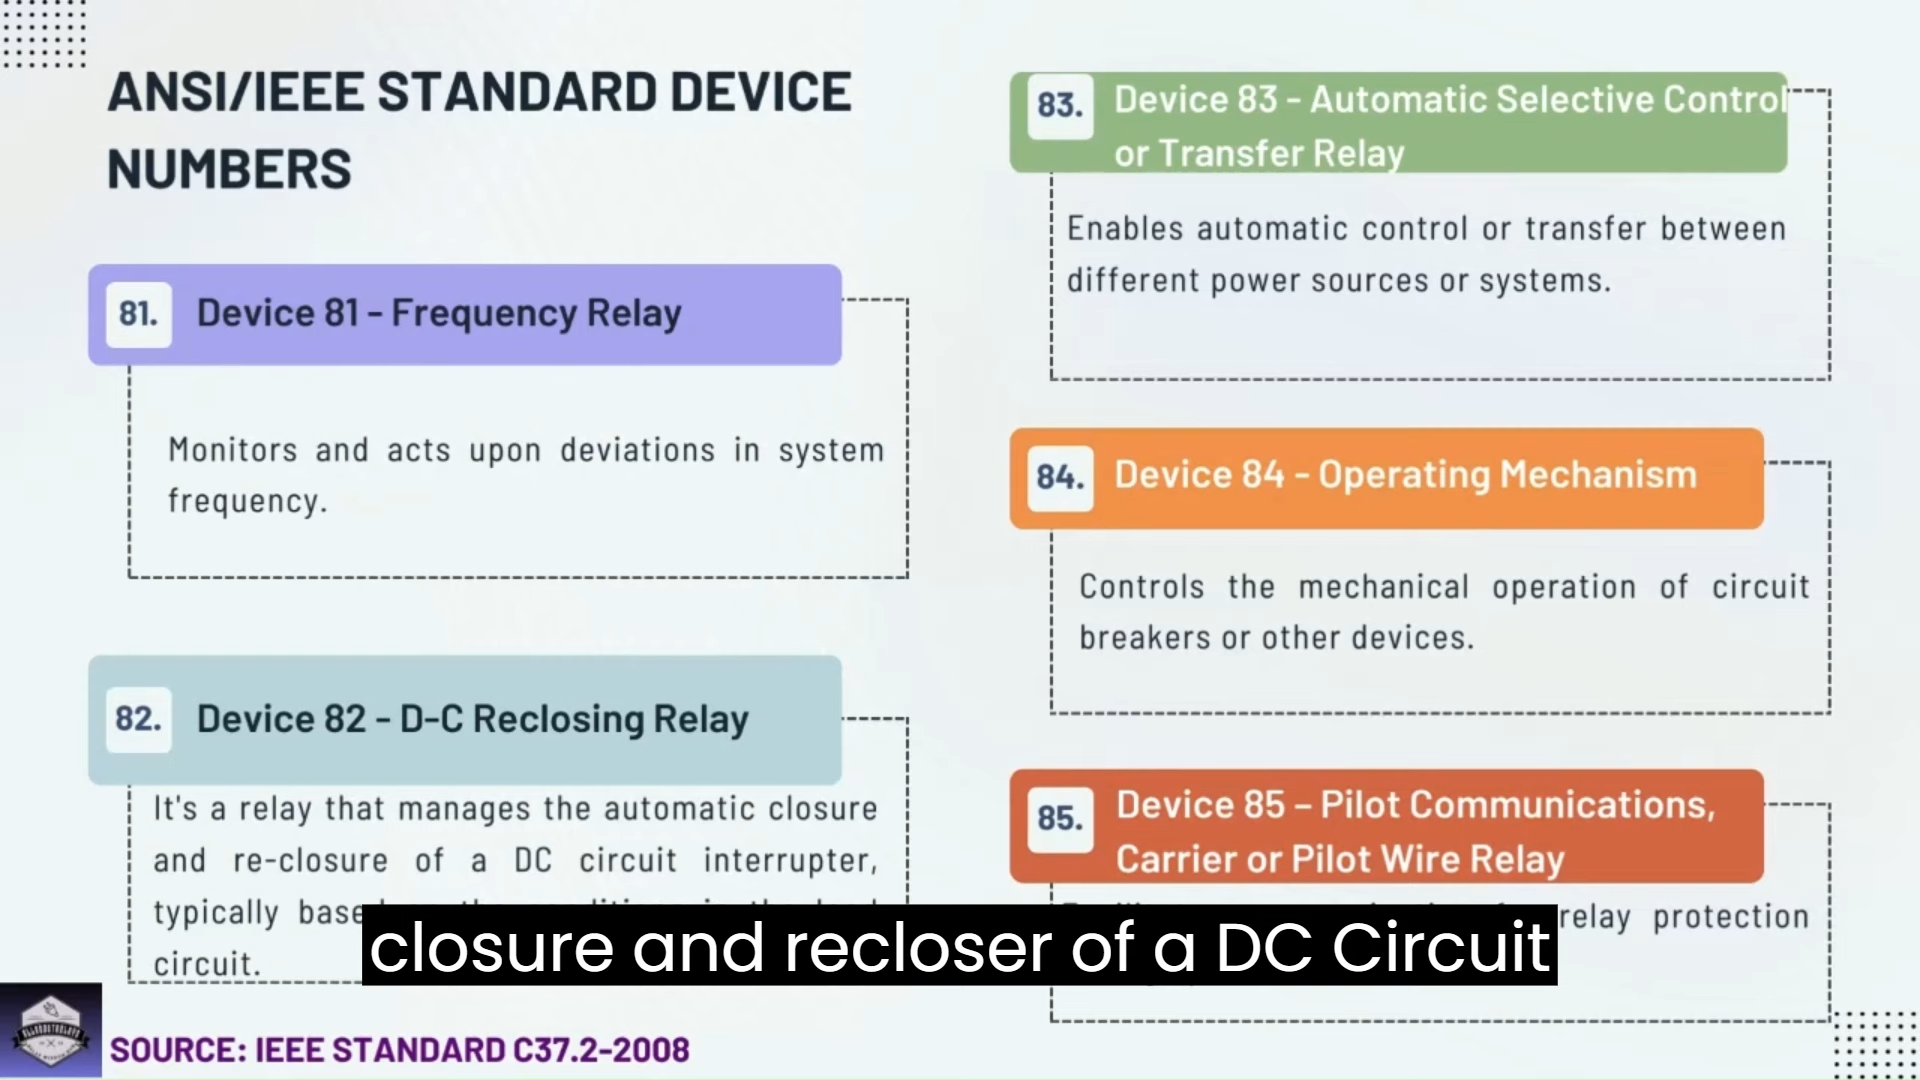 ANSI/IEEE STANDARD DEVICE
NUMBERS
81.
Device 81 - Frequency Relay
Monitors and acts upon deviations in system
frequency.
82.
Device 82 - D-C Reclosing Relay
It's a relay that manages the automatic closure
and re-closure of a DC circuit interrupter,
typically
circuit.
83.
Device 83 - Automatic Selective Control
or Transfer Relay
Enables automatic control or transfer between
different power sources or systems.
84.
Device 84 - Operating Mechanism
Controls the mechanical operation of circuit
breakers or other devices.
85.
Device 85 – Pilot Communications,
Carrier or Pilot Wire Relay
relay protection
closure and recloser of a DC Circuit
SOURCE: IEEE STANDARD C37.2-2008